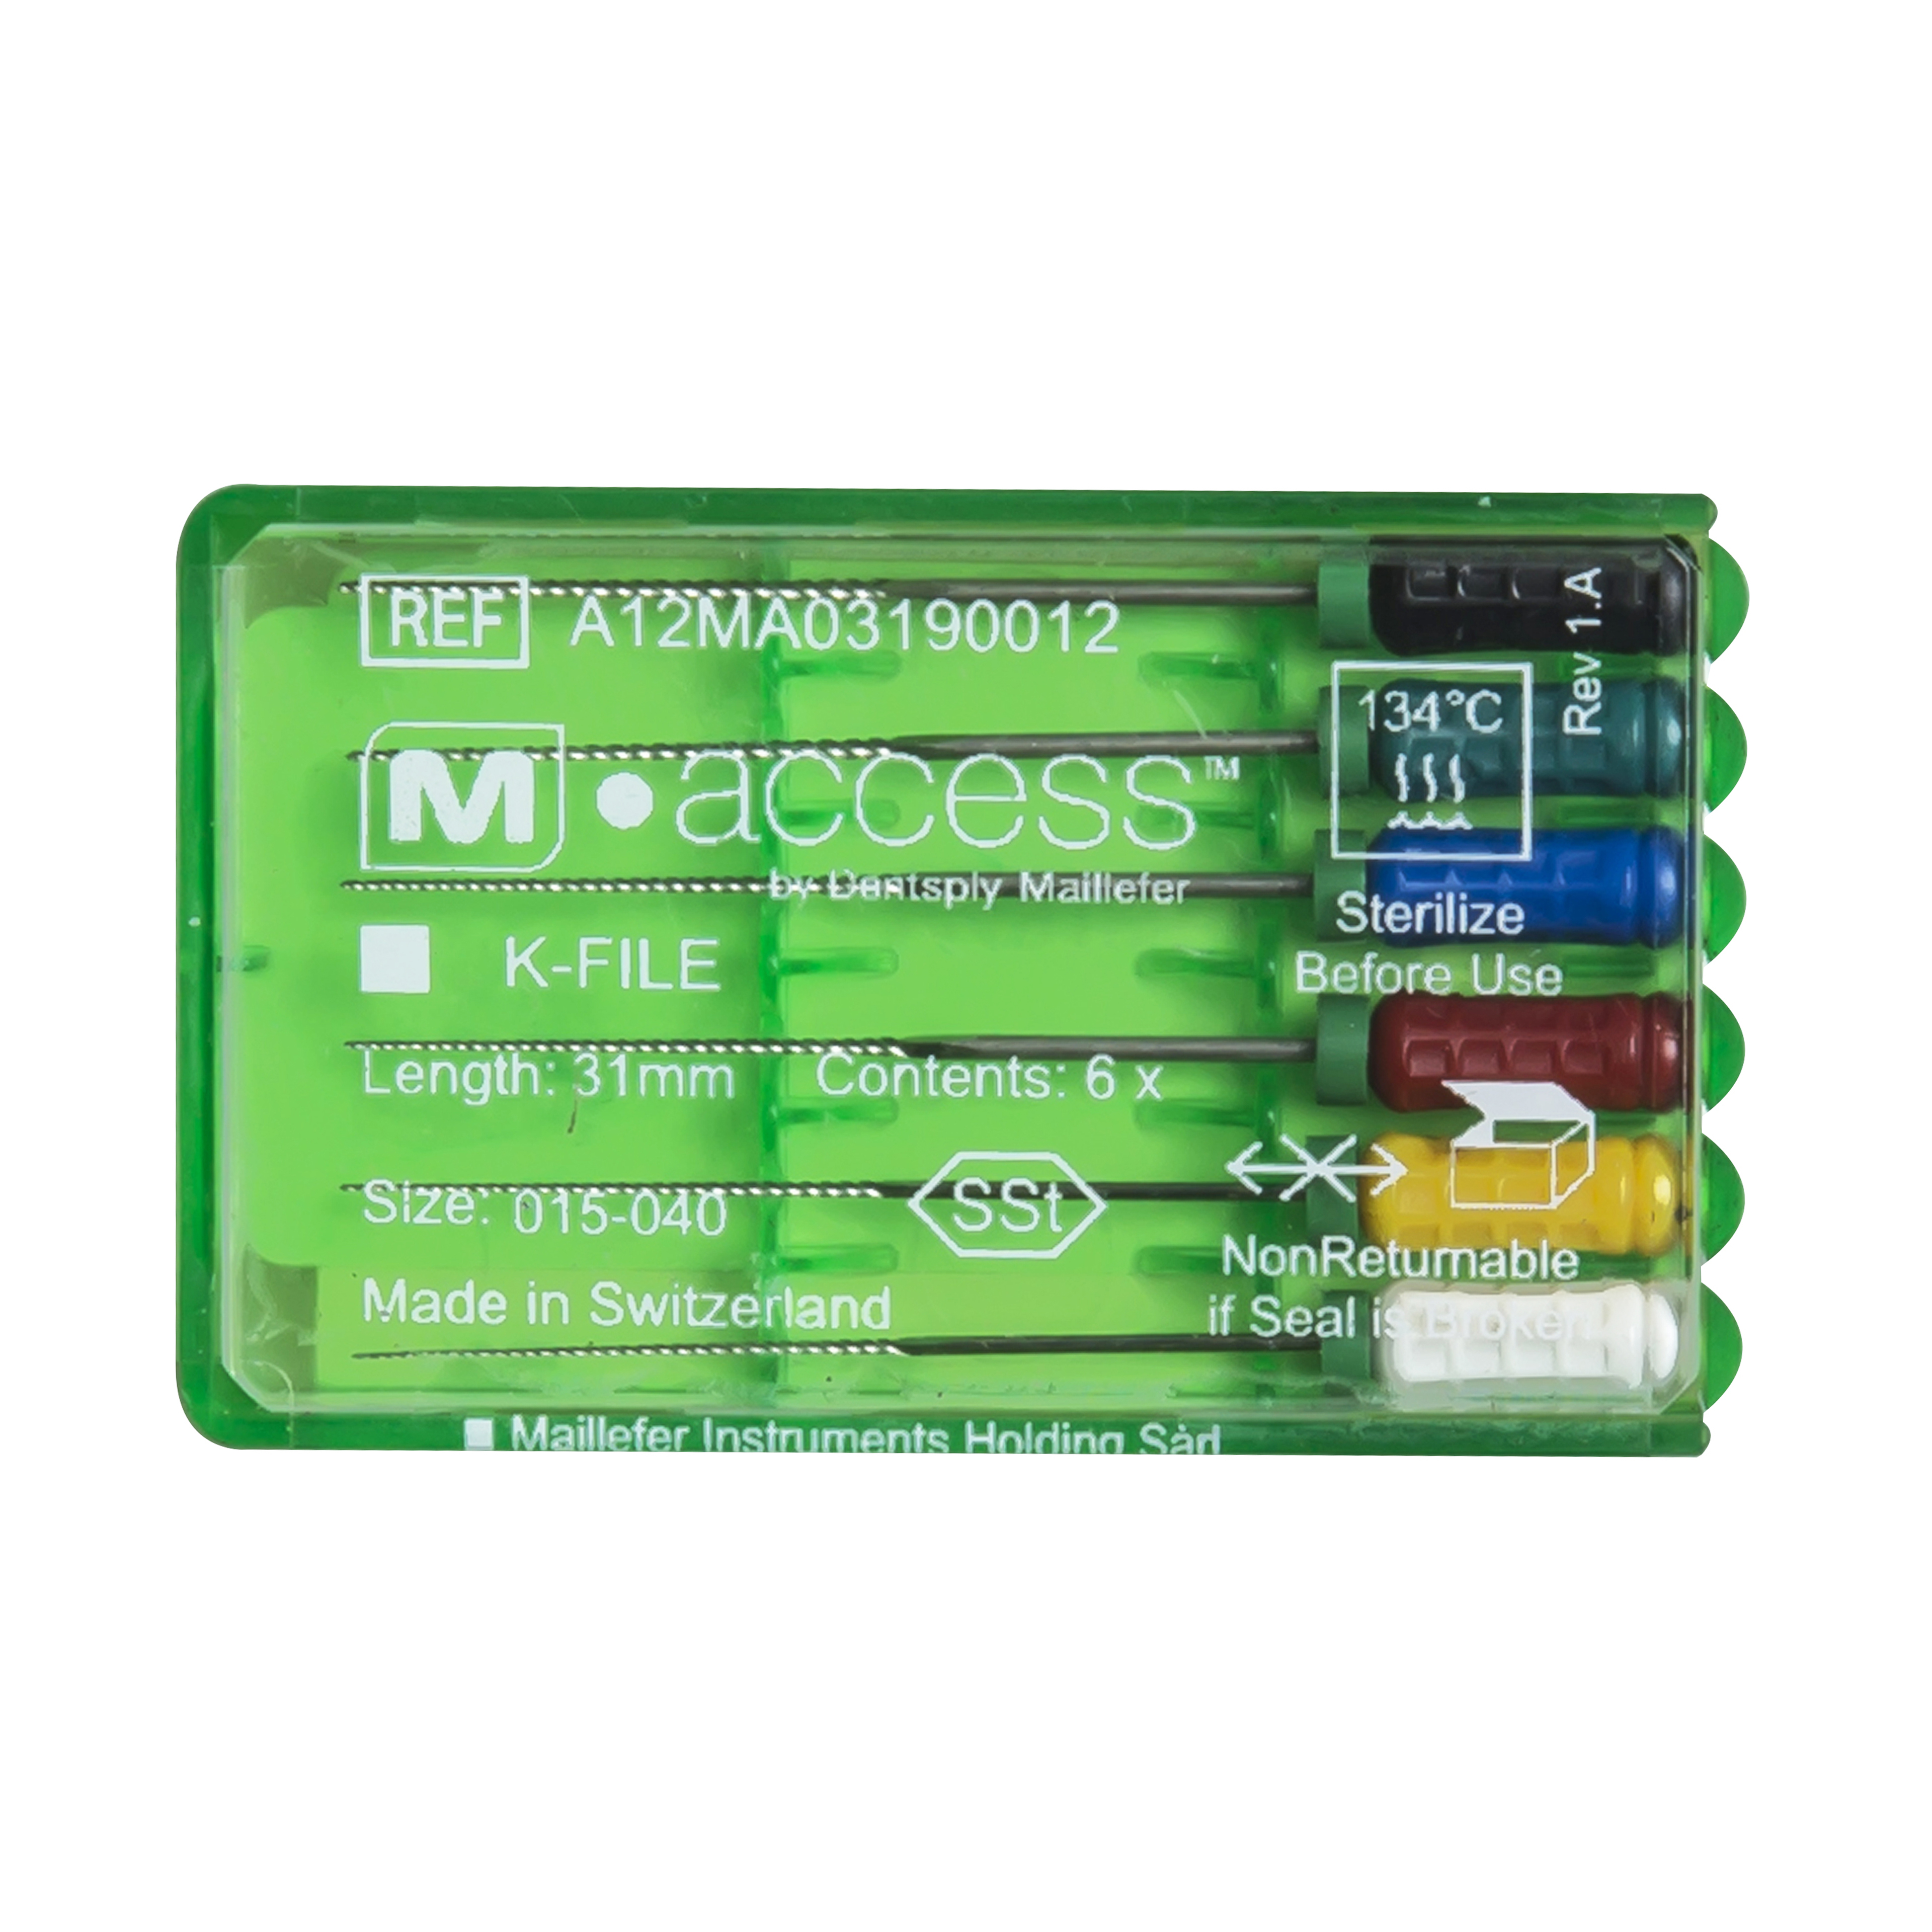 REF A12MA03190012
Rev 1.A
134°C
M•access™
by Dentsply Maillefer
Sterilize
Before Use
K-FILE
Length: 31mm Contents: 6 x
Size: 015-040
SSt
NonReturnable
if Seal is Broken
Made in Switzerland
Maillefer Instruments Holding Sàrl